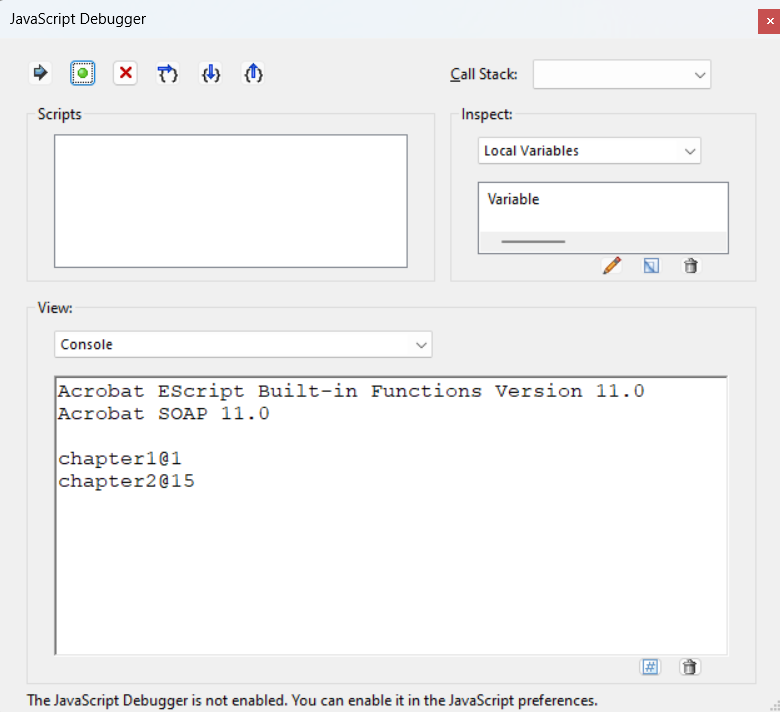 JavaScript Debugger
Call Stack:
Scripts
Inspect:
Local Variables
Variable
View:
Console
Acrobat EScript Built-in Functions Version 11.0
Acrobat SOAP 11.0
chapter1@1
chapter2@15
The JavaScript Debugger is not enabled. You can enable it in the JavaScript preferences.